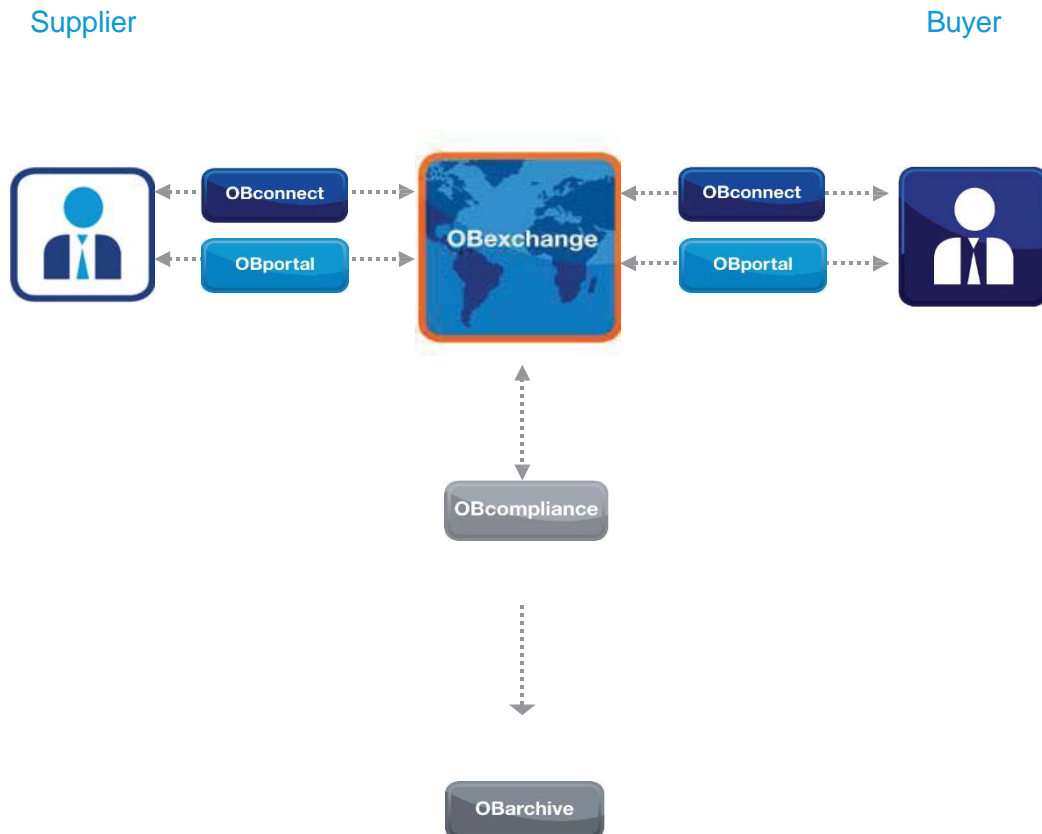 Supplier
Buyer
OBconnect
OBconnect
OBexchange
OBportal
OBportal
OBcompliance
OBarchive